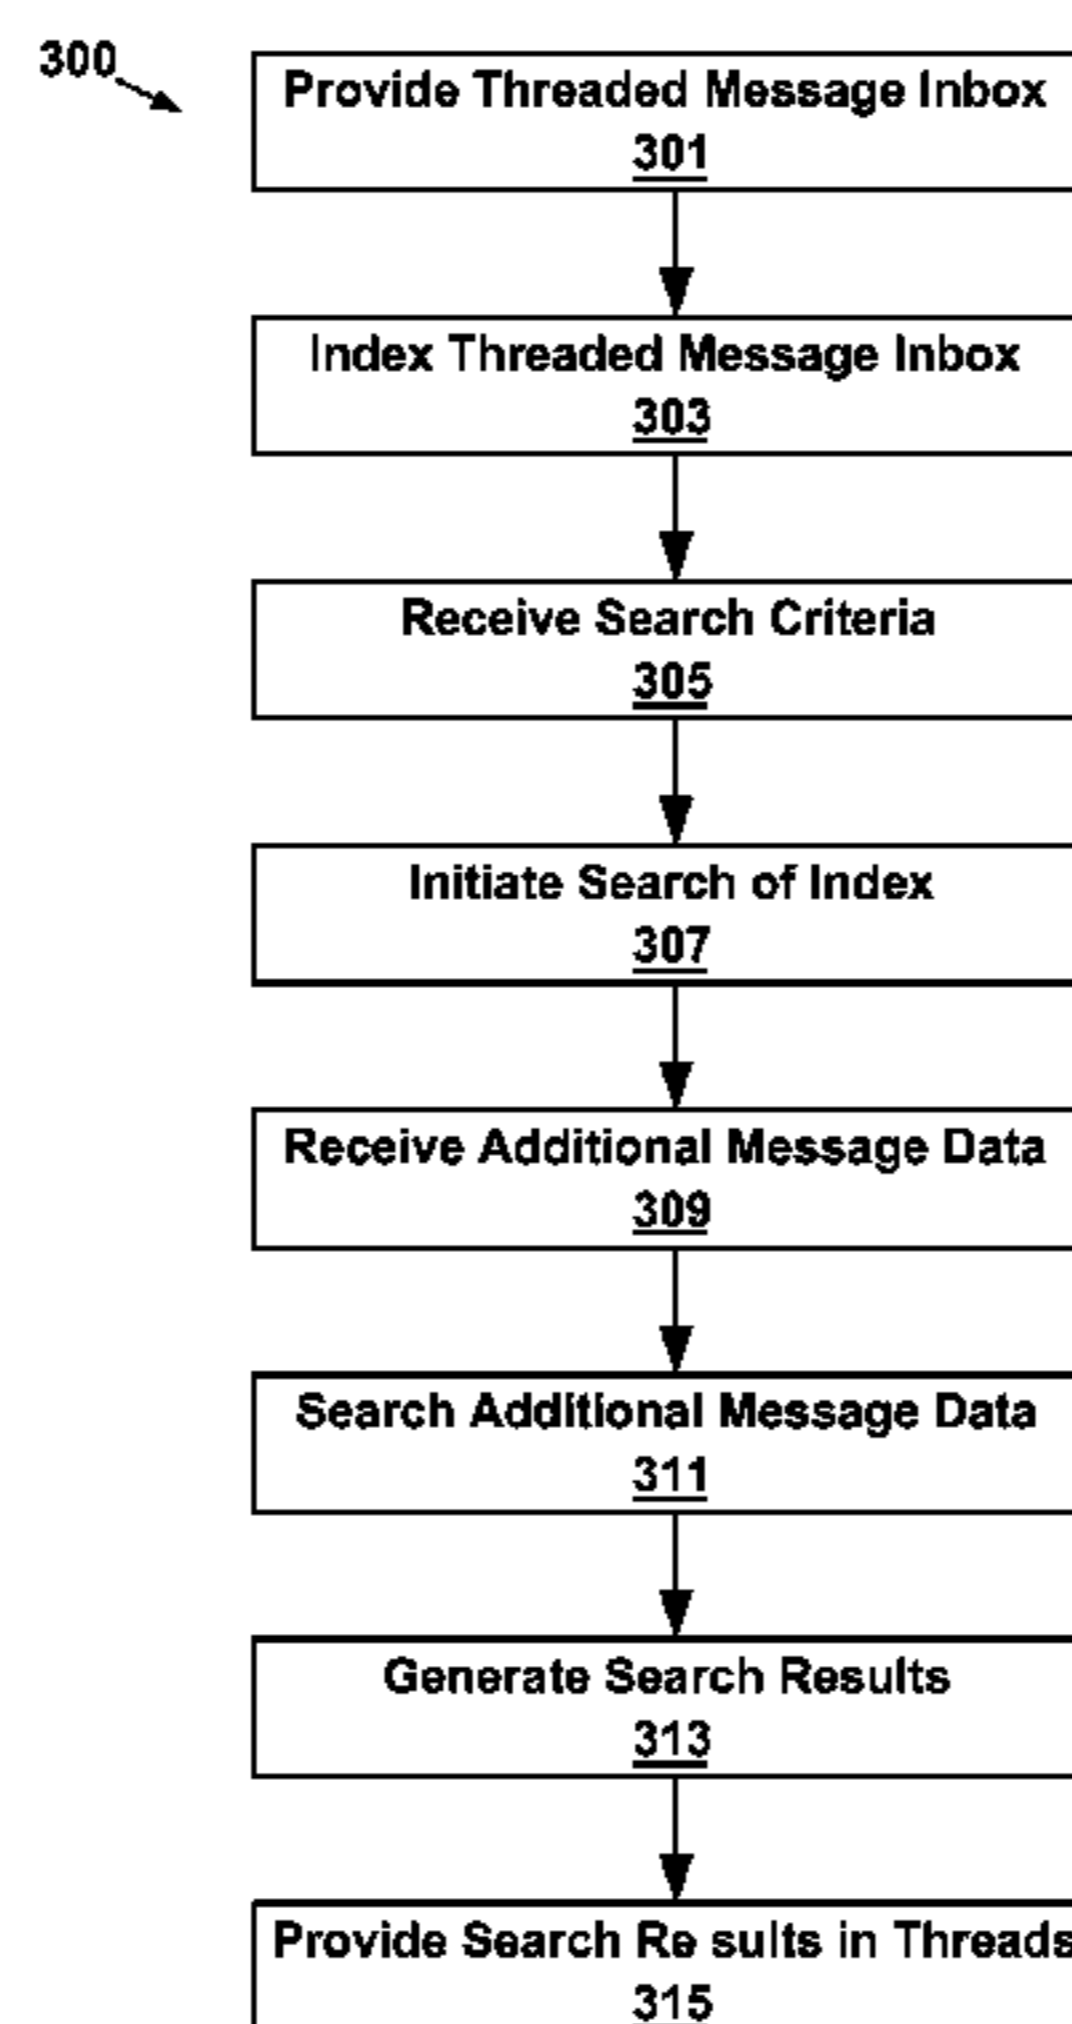 300
Provide Threaded Message Inbox
301
Index Threaded Message Inbox
303
Receive Search Criteria
305
Initiate Search of Index
307
Receive Additional Message Data
309
Search Additional Message Data
311
Generate Search Results
313
Provide Search Re sults in Threads
315